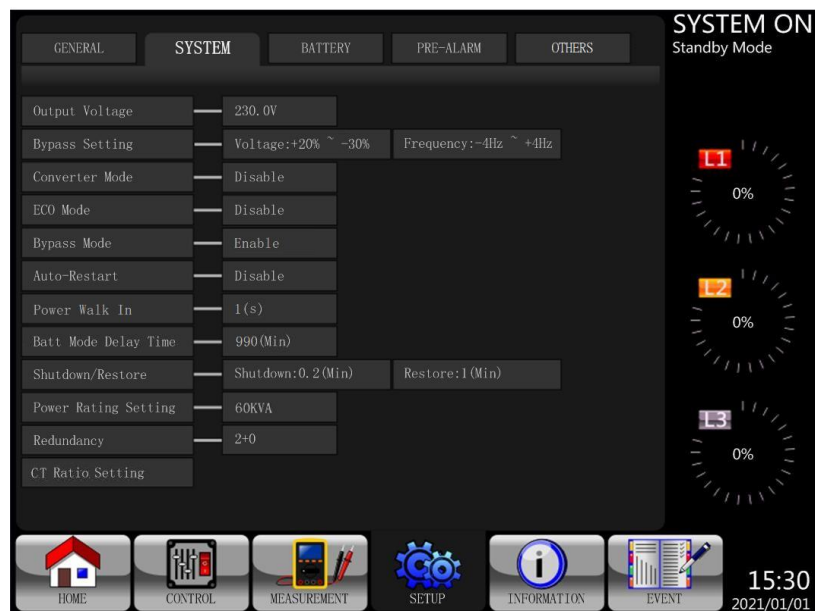 SYSTEM ON
Standby Mode
GENERAL SYSTEM BATTERY PRE-ALARM OTHERS
Output Voltage 230.0V
Bypass Setting Voltage:+20% ~ -30% Frequency:-4Hz ~ +4Hz
Converter Mode Disable
ECO Mode Disable
Bypass Mode Enable
Auto-Restart Disable
Power Walk In 1(s)
Batt Mode Delay Time 990(Min)
Shutdown/Restore Shutdown:0.2(Min) Restore:1(Min)
Power Rating Setting 60KVA
Redundancy 2+0
CT Ratio Setting
L1
0%
L2
0%
L3
0%
HOME CONTROL MEASUREMENT SETUP INFORMATION EVENT
15:30
2021/01/01